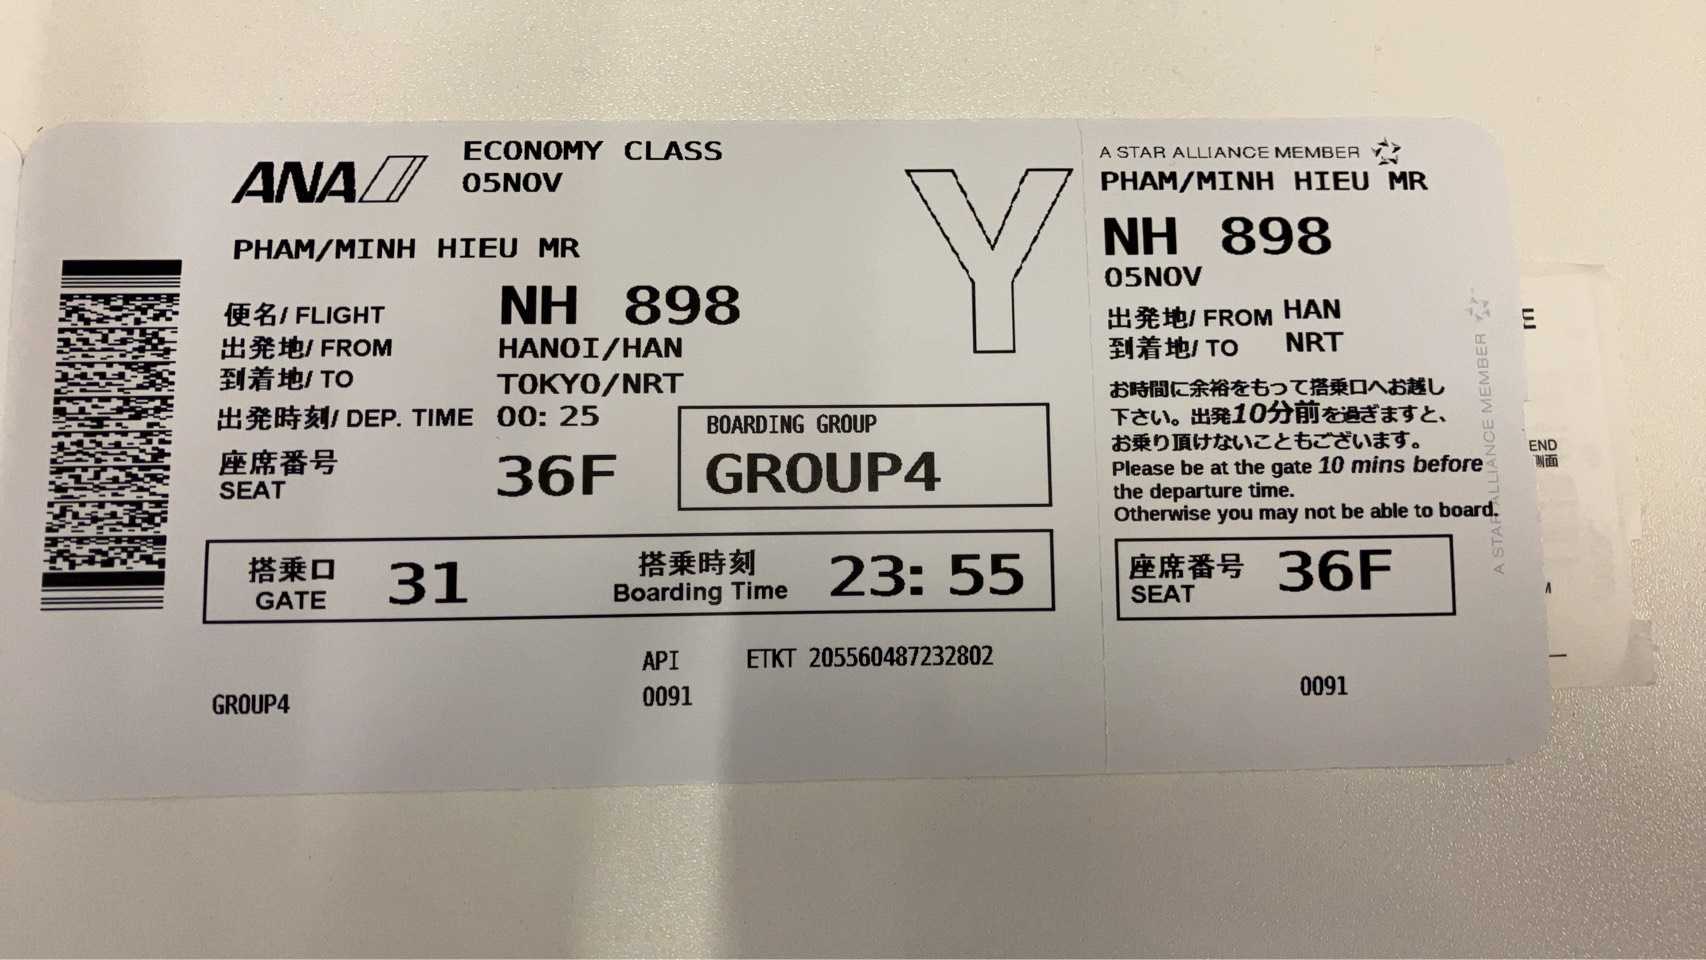 ANA
ECONOMY CLASS
05NOV
Y
PHAM/MINH HIEU MR
便名/ FLIGHT NH 898
出発地/ FROM HANOI/HAN
到着地/ TO TOKYO/NRT
出発時刻/ DEP. TIME 00: 25
座席番号
SEAT 36F
BOARDING GROUP
GROUP4
搭乗口
GATE 31
搭乗時刻
Boarding Time 23: 55
API ETKT 205560487232802
GROUP4 0091
A STAR ALLIANCE MEMBER
PHAM/MINH HIEU MR
NH 898
05NOV
出発地/ FROM HAN
到着地/ TO NRT
お時間に余裕をもって搭乗口へお越し
下さい。出発10分前を過ぎますと、
お乗り頂けないこともございます。
Please be at the gate 10 mins before
the departure time.
Otherwise you may not be able to board.
座席番号
SEAT 36F
0091
A STAR ALLIANCE MEMBER
E
END